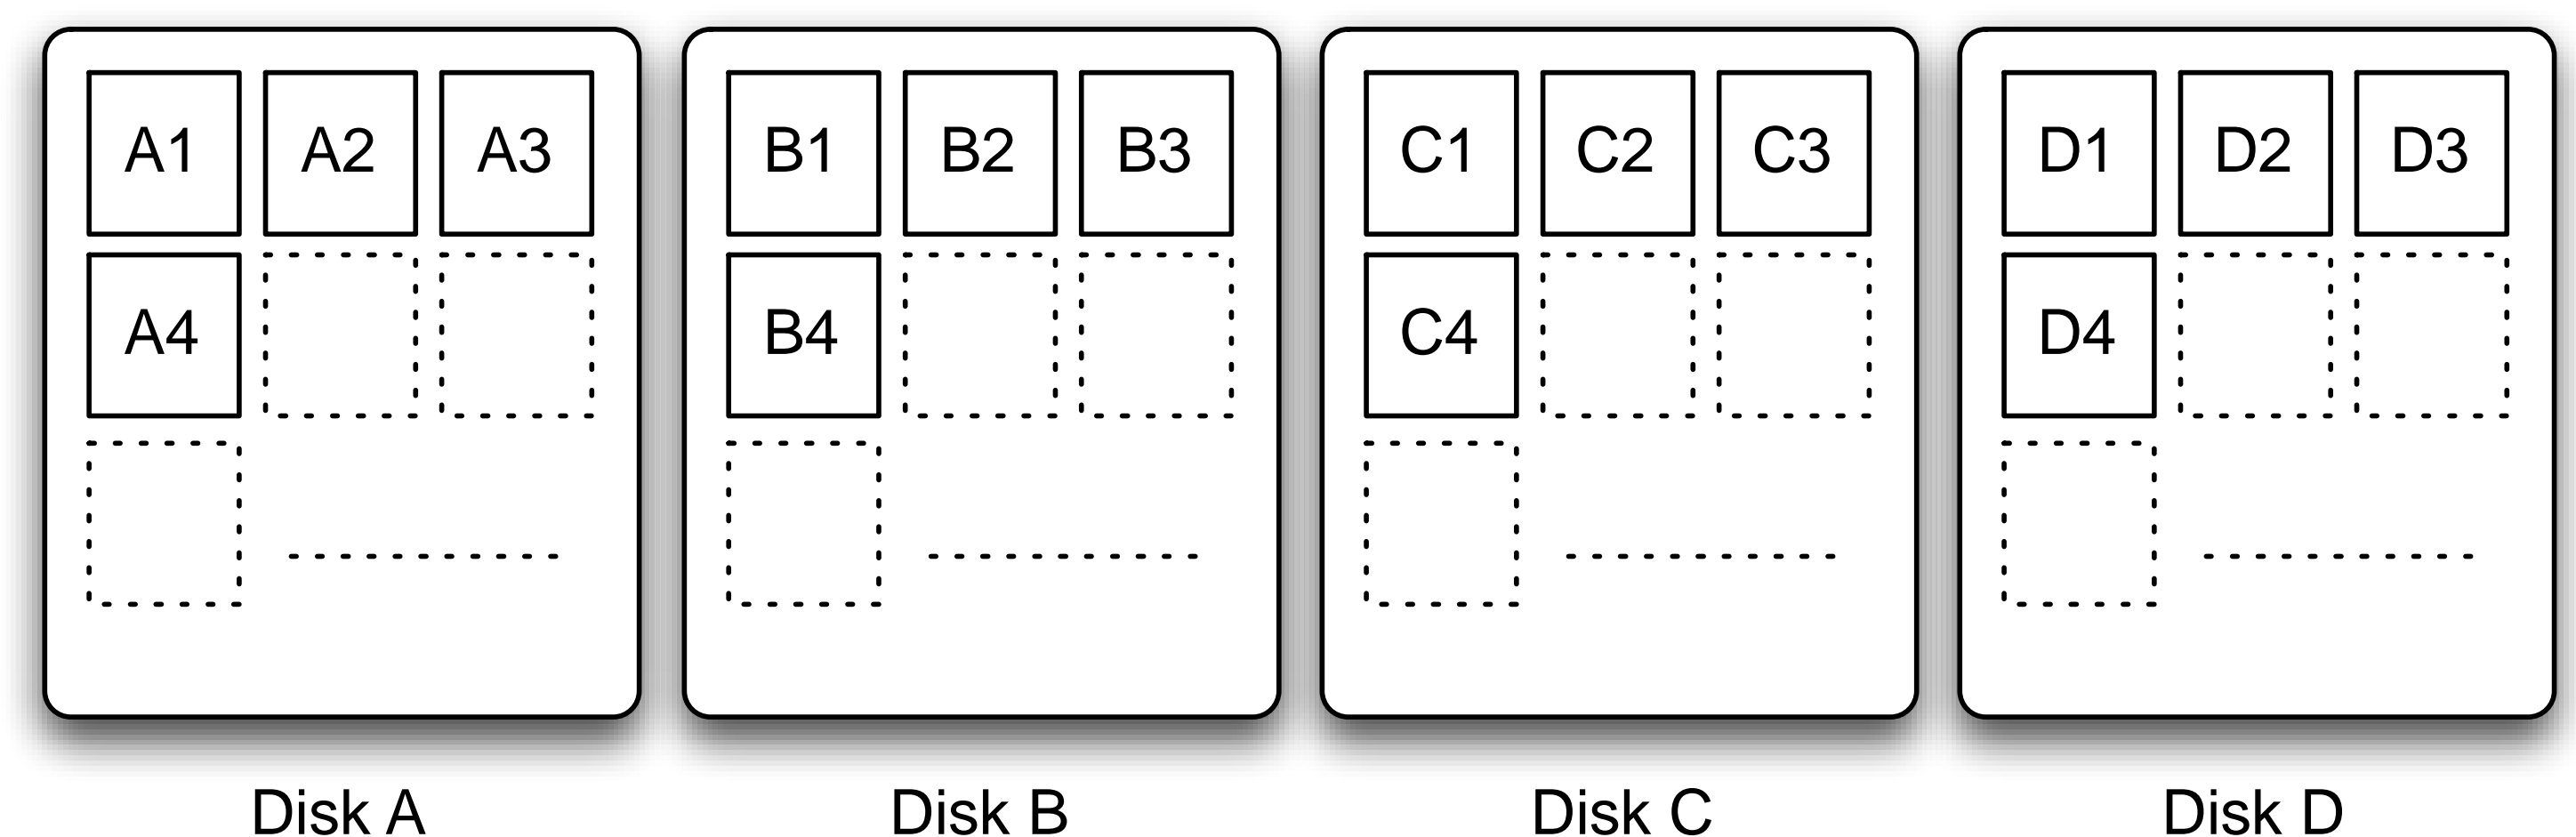 A1 A2 A3 B1 B2 B3 C1 C2 C3 D1 D2 D3
A4 B4 C4 D4
Disk A Disk B Disk C Disk D